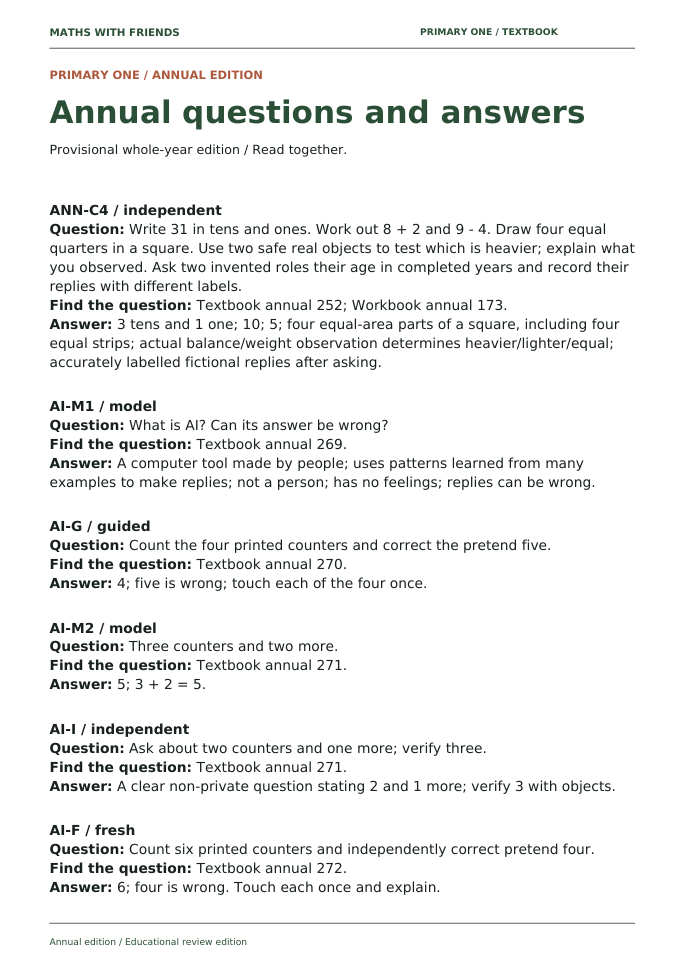 MATHS WITH FRIENDS
PRIMARY ONE / TEXTBOOK
PRIMARY ONE / ANNUAL EDITION
Annual questions and answers
Provisional whole-year edition / Read together.
ANN-C4 / independent
Question: Write 31 in tens and ones. Work out 8 + 2 and 9 - 4. Draw four equal
quarters in a square. Use two safe real objects to test which is heavier; explain what
you observed. Ask two invented roles their age in completed years and record their
replies with different labels.
Find the question: Textbook annual 252; Workbook annual 173.
Answer: 3 tens and 1 one; 10; 5; four equal-area parts of a square, including four
equal strips; actual balance/weight observation determines heavier/lighter/equal;
accurately labelled fictional replies after asking.
AI-M1 / model
Question: What is AI? Can its answer be wrong?
Find the question: Textbook annual 269.
Answer: A computer tool made by people; uses patterns learned from many
examples to make replies; not a person; has no feelings; replies can be wrong.
AI-G / guided
Question: Count the four printed counters and correct the pretend five.
Find the question: Textbook annual 270.
Answer: 4; five is wrong; touch each of the four once.
AI-M2 / model
Question: Three counters and two more.
Find the question: Textbook annual 271.
Answer: 5; 3 + 2 = 5.
AI-I / independent
Question: Ask about two counters and one more; verify three.
Find the question: Textbook annual 271.
Answer: A clear non-private question stating 2 and 1 more; verify 3 with objects.
AI-F / fresh
Question: Count six printed counters and independently correct pretend four.
Find the question: Textbook annual 272.
Answer: 6; four is wrong. Touch each once and explain.
Annual edition / Educational review edition